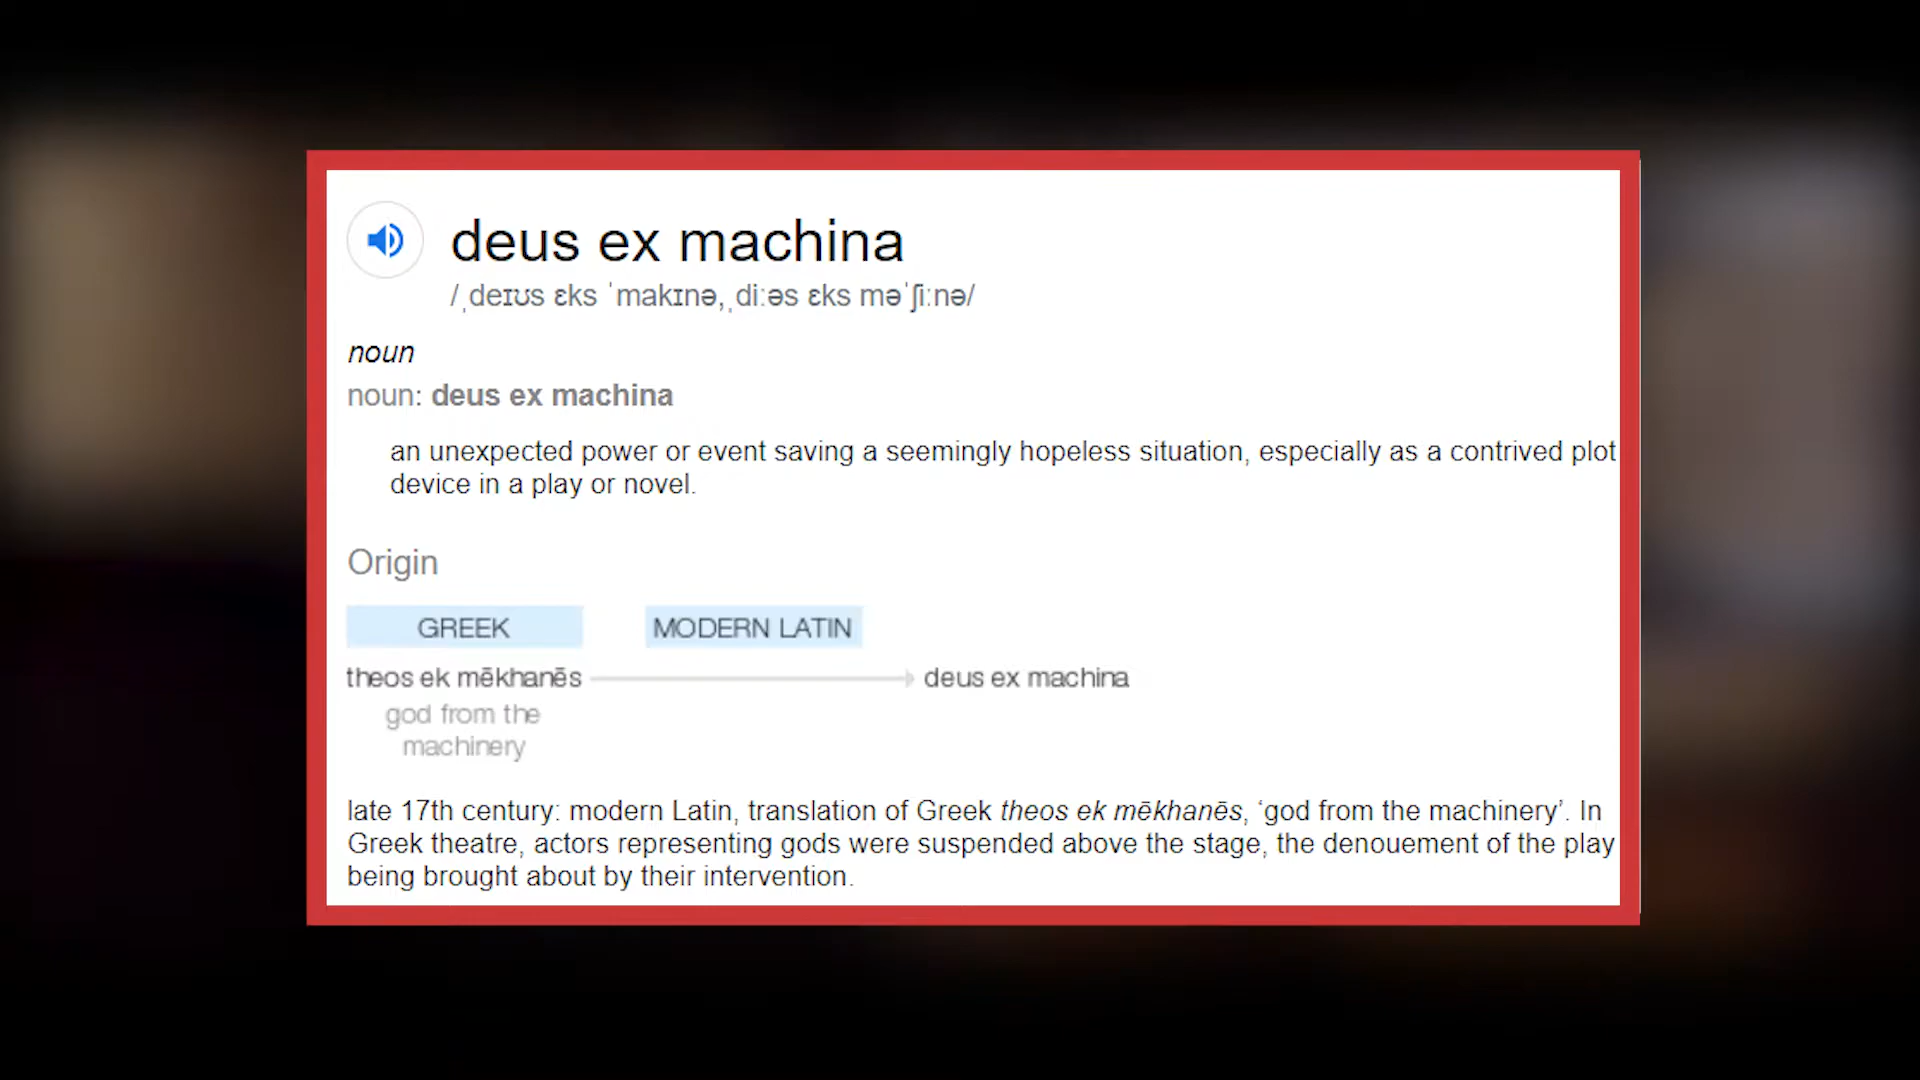 deus ex machina
/ˌdeɪʊs ɛks ˈmakɪnə,ˌdiːəs ɛks məˈʃiːnə/
noun
noun: deus ex machina
an unexpected power or event saving a seemingly hopeless situation, especially as a contrived plot
device in a play or novel.
Origin
GREEK MODERN LATIN
theos ek mēkhanēs deus ex machina
god from the
machinery
late 17th century: modern Latin, translation of Greek theos ek mēkhanēs, ‘god from the machinery’. In
Greek theatre, actors representing gods were suspended above the stage, the denouement of the play
being brought about by their intervention.